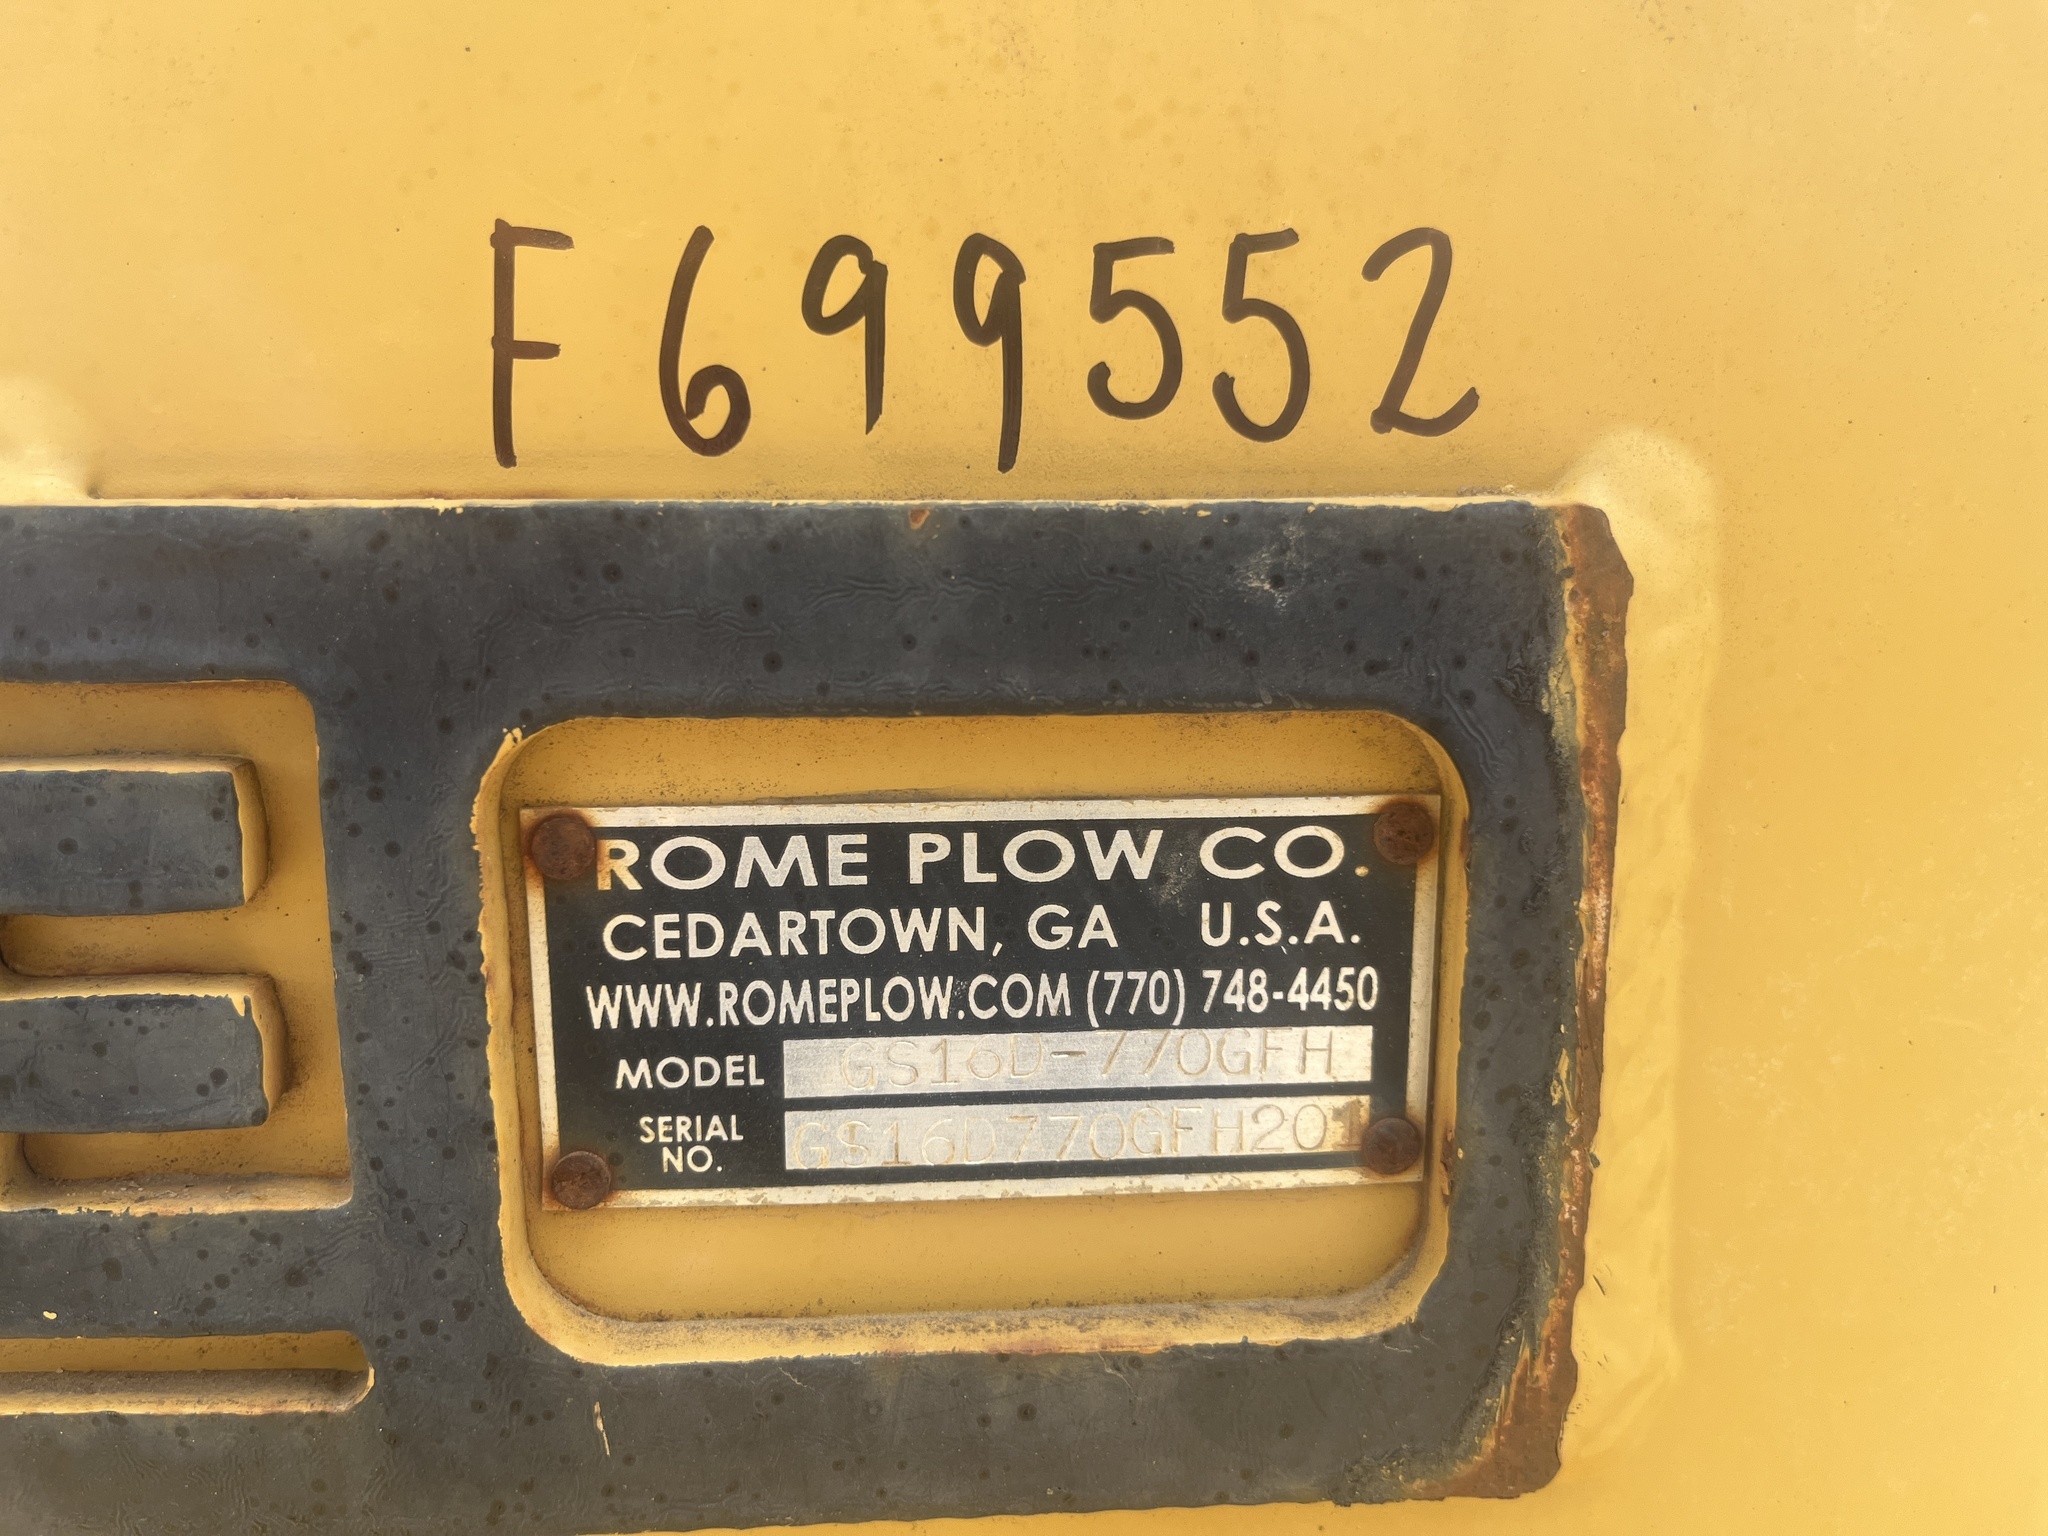 F699552
ROME PLOW CO.
CEDARTOWN, GA U.S.A.
WWW.ROMEPLOW.COM (770) 748-4450
MODEL GS16D-770GFH
SERIAL NO. GS16D770GFH201